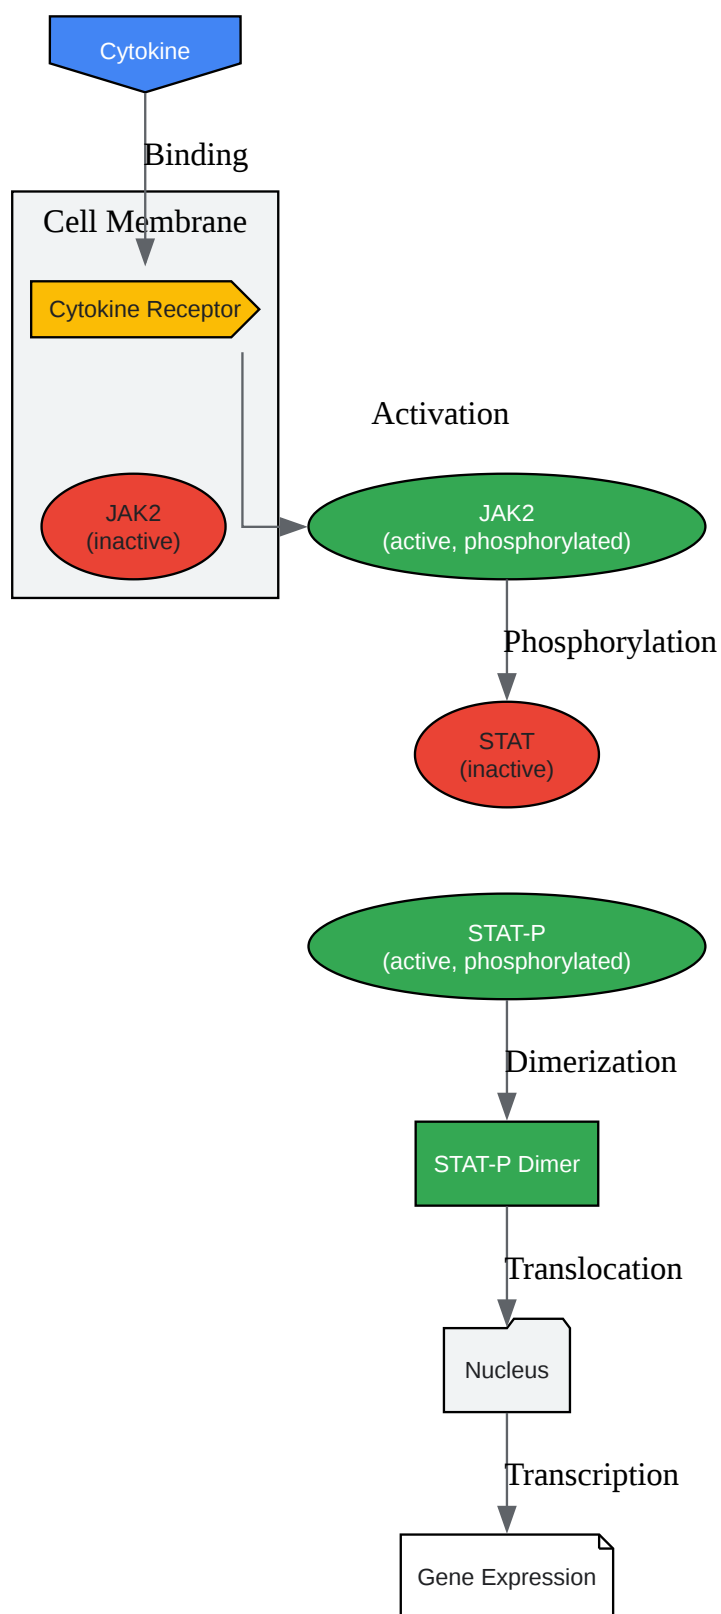 Cytokine
Binding
Cell Membrane
Cytokine Receptor
Activation
JAK2
(inactive)
JAK2
(active, phosphorylated)
Phosphorylation
STAT
(inactive)
STAT-P
(active, phosphorylated)
Dimerization
STAT-P Dimer
Translocation
Nucleus
Transcription
Gene Expression